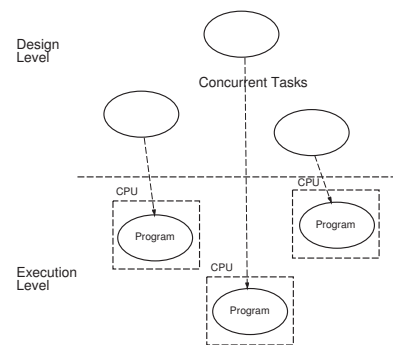 Design
Level
Concurrent Tasks
CPU
CPU
Program
Program
CPU
Execution
Level
Program